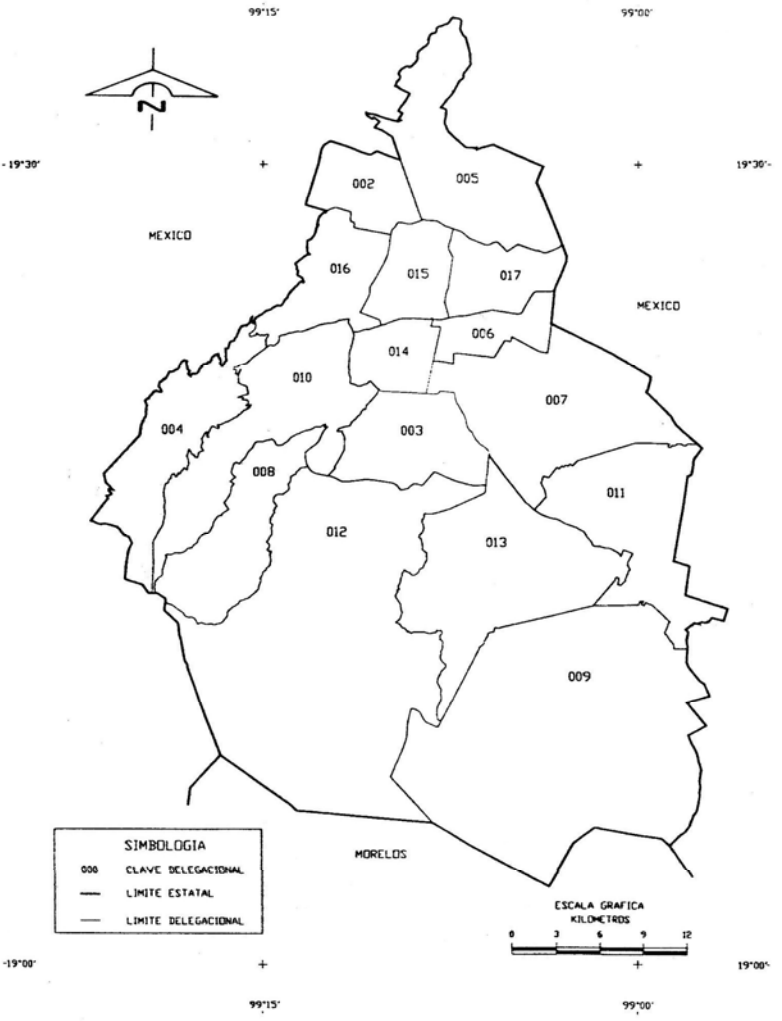 99°15'
99°00'
N
-19°30'
19°30'-
002
005
MEXICO
016
015
017
MEXICO
006
014
010
007
004
003
008
011
012
013
009
SIMBOLOGIA
000 CLAVE DELEGACIONAL
LIMITE ESTATAL
LIMITE DELEGACIONAL
MORELOS
ESCALA GRAFICA
KILOMETROS
0 3 6 9 12
-19°00'
19°00'-
99°15'
99°00'